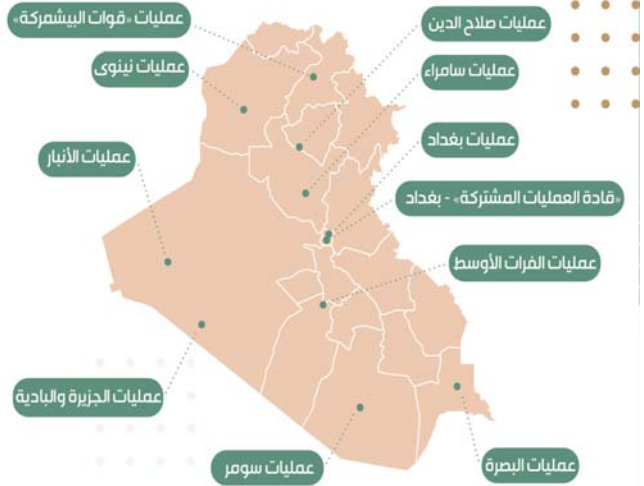 عمليات «قوات البيشمركة»
عمليات صلاح الدين
عمليات نينوى
عمليات سامراء
عمليات بغداد
عمليات الأنبار
«قادة العمليات المشتركة» - بغداد
عمليات الفرات الأوسط
عمليات الجزيرة والبادية
عمليات سومر
عمليات البصرة